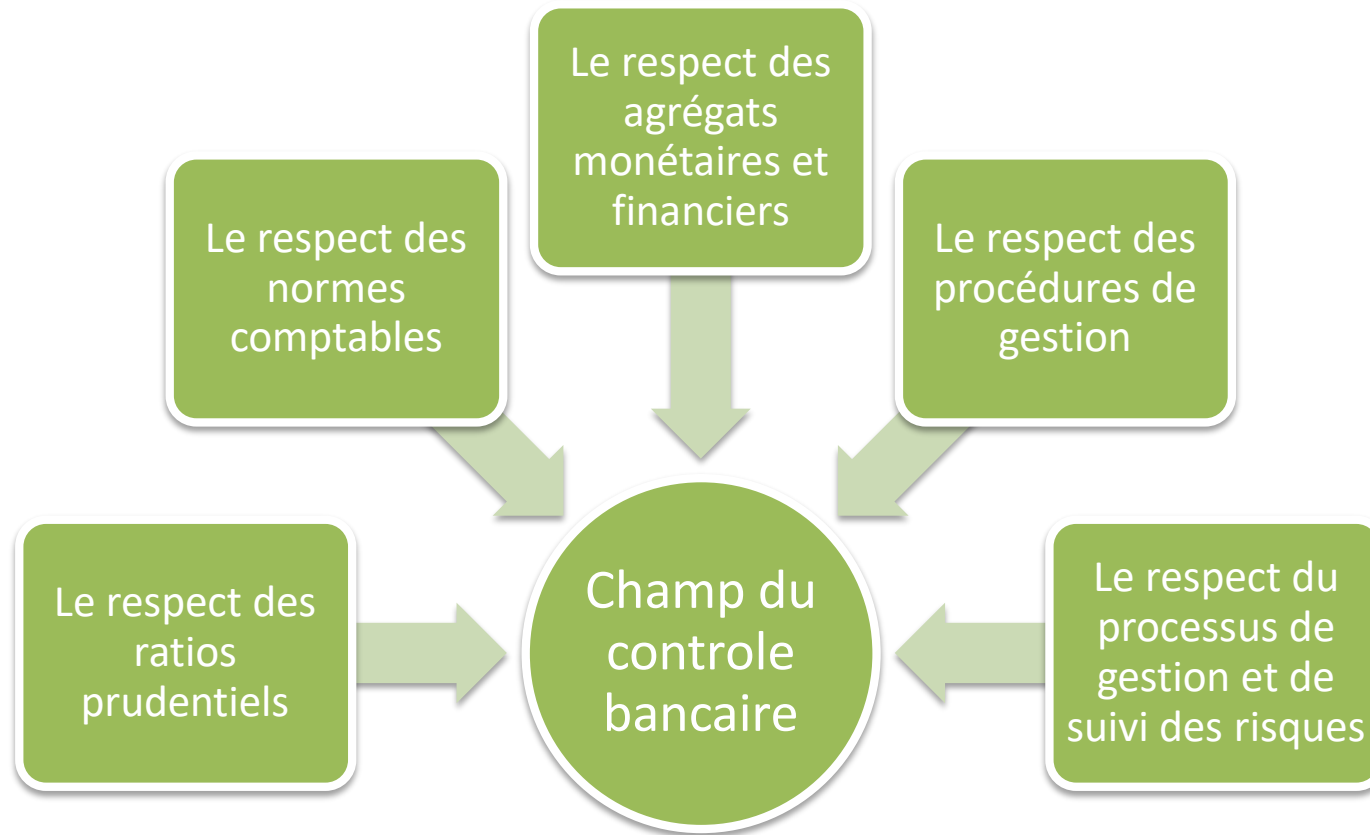 Le respect des
agrégats
monétaires et
financiers
Le respect des
normes
comptables
Le respect des
procédures de
gestion
Le respect des
ratios
prudentiels
Champ du
controle
bancaire
Le respect du
processus de
gestion et de
suivi des risques